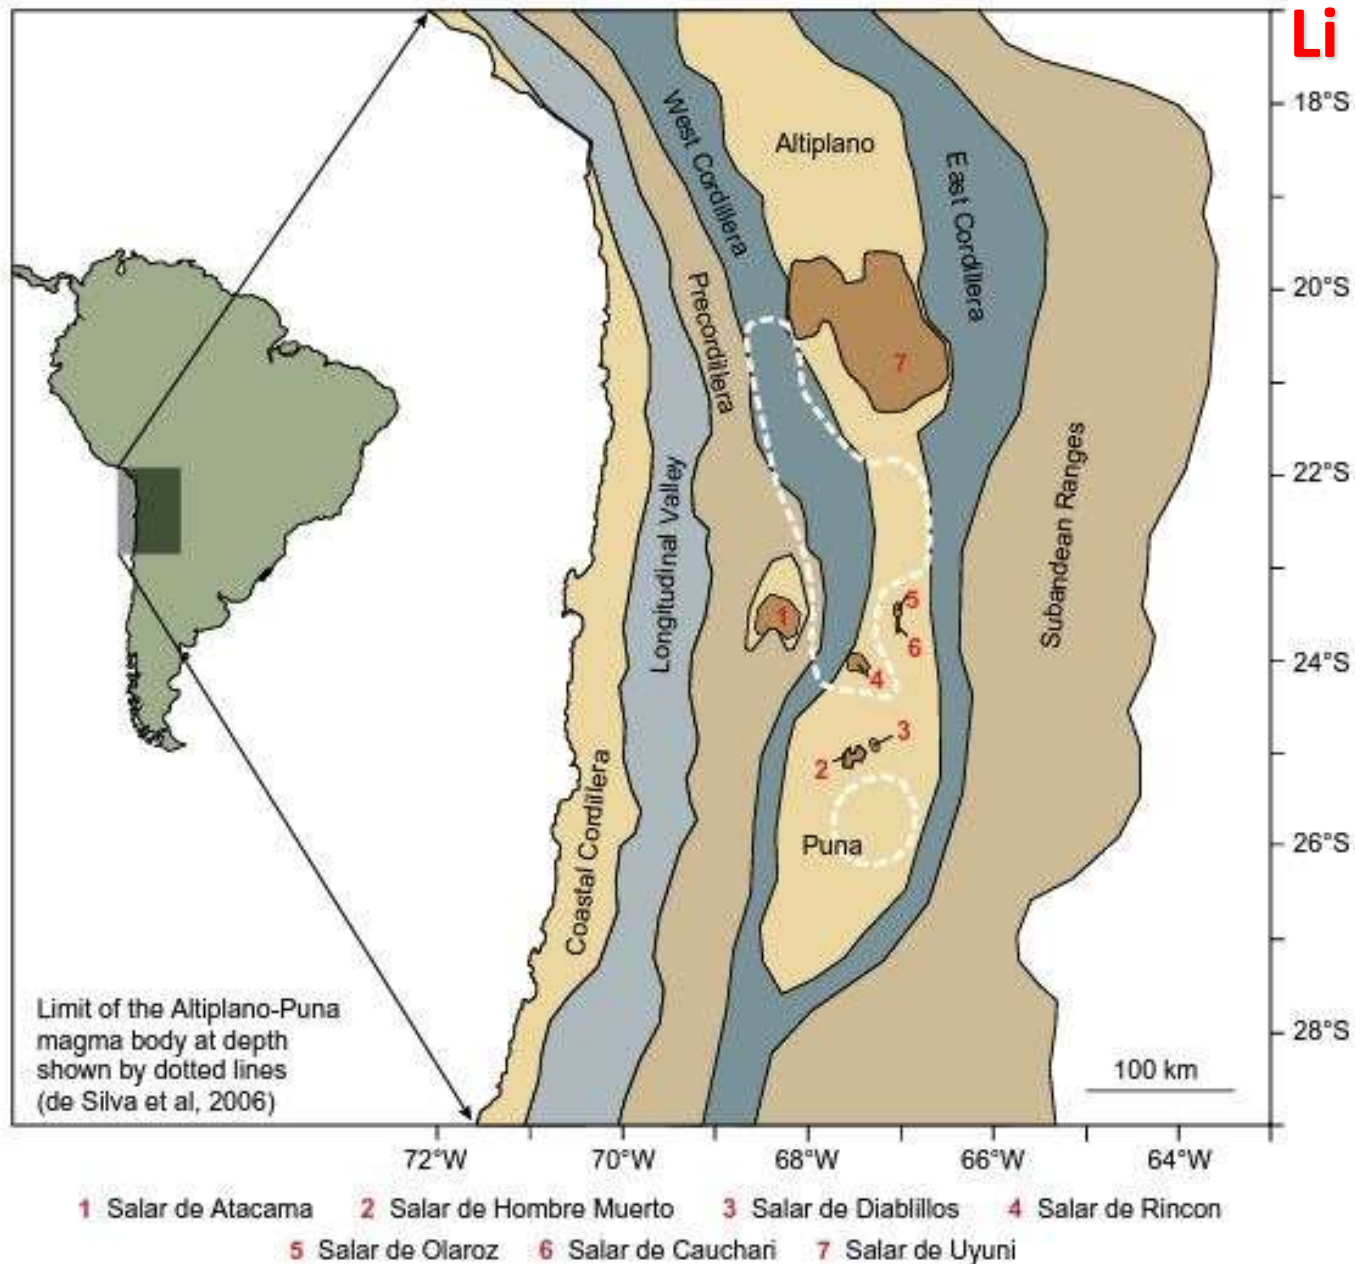 Li
18°S
Altiplano
West Cordillera
East Cordillera
20°S
Precordillera
7
22°S
Longitudinal Valley
Subandean Ranges
5
1
6
24°S
4
3
2
Coastal Cordillera
Puna
26°S
Limit of the Altiplano-Puna
magma body at depth
shown by dotted lines
(de Silva et al, 2006)
28°S
100 km
72°W 70°W 68°W 66°W 64°W
1 Salar de Atacama 2 Salar de Hombre Muerto 3 Salar de Diablillos 4 Salar de Rincon
5 Salar de Olaroz 6 Salar de Cauchari 7 Salar de Uyuni